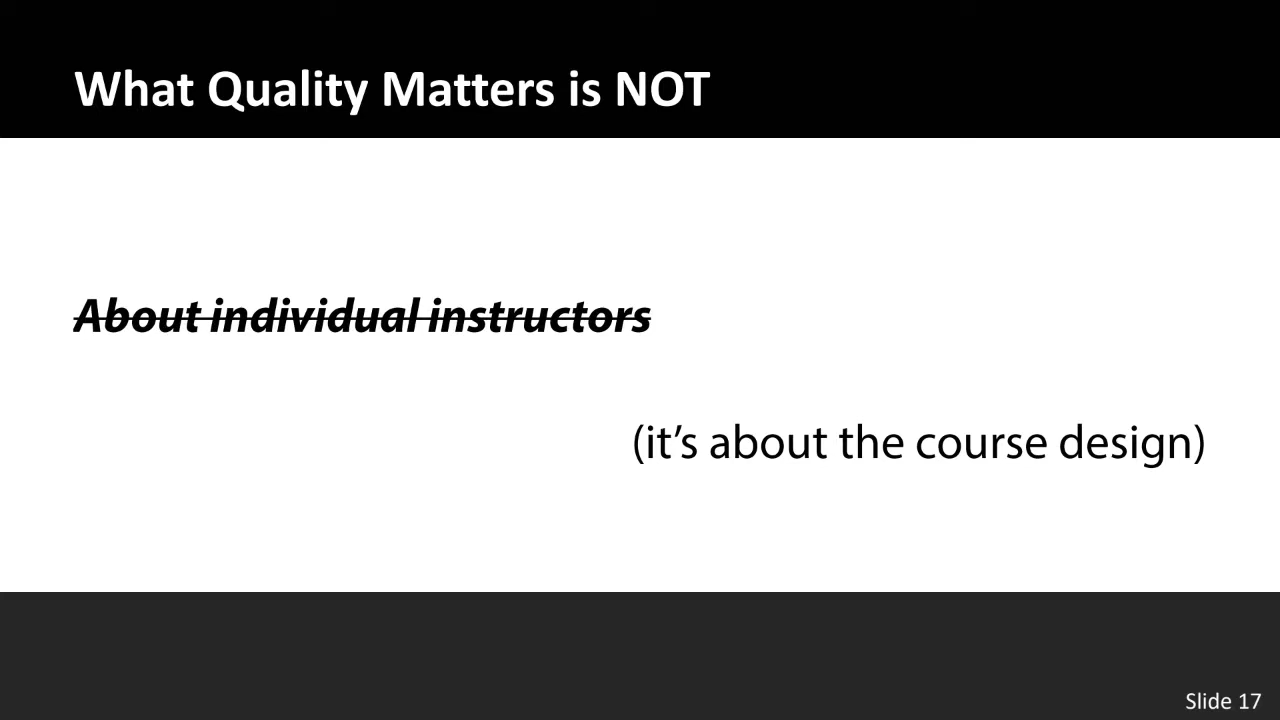 What Quality Matters is NOT
About individual instructors
(it’s about the course design)
Slide 17